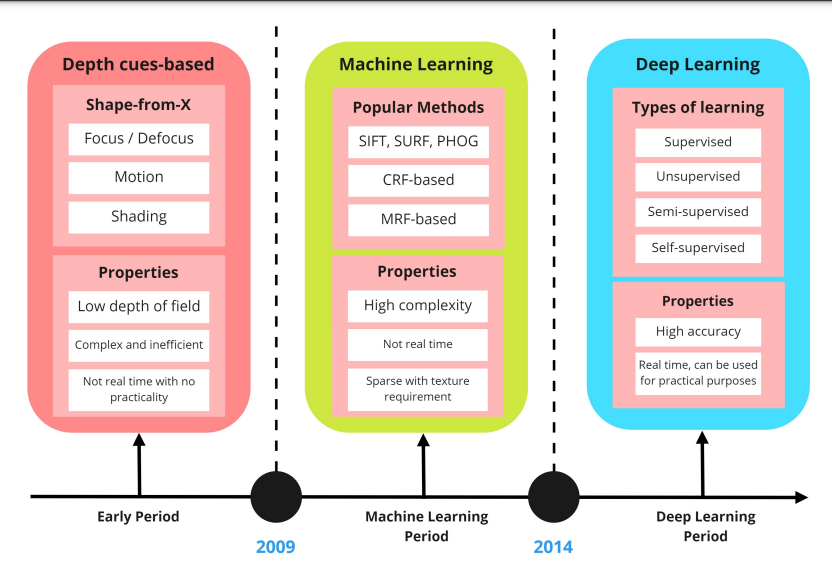 Depth cues-based
Shape-from-X
Focus / Defocus
Motion
Shading
Properties
Low depth of field
Complex and inefficient
Not real time with no
practicality
Machine Learning
Popular Methods
SIFT, SURF, PHOG
CRF-based
MRF-based
Properties
High complexity
Not real time
Sparse with texture
requirement
Deep Learning
Types of learning
Supervised
Unsupervised
Semi-supervised
Self-supervised
Properties
High accuracy
Real time, can be used
for practical purposes
Early Period
2009
Machine Learning
Period
2014
Deep Learning
Period